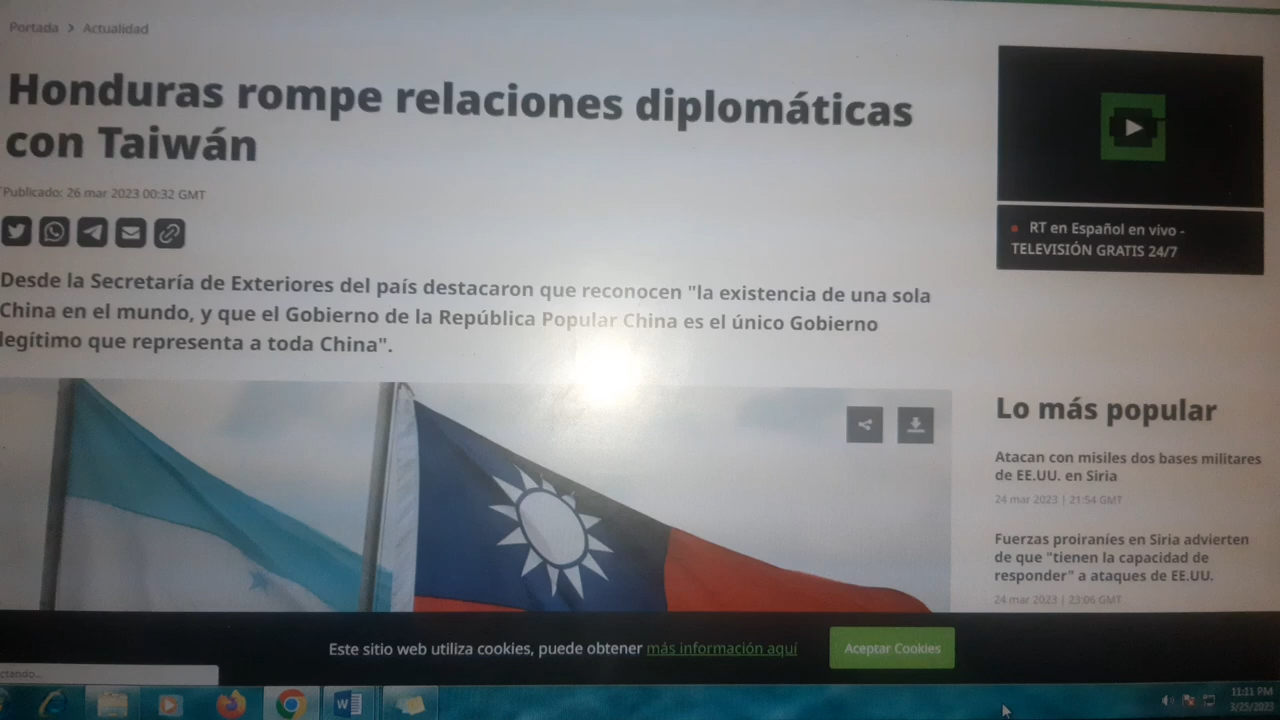 Portada > Actualidad
Honduras rompe relaciones diplomáticas
con Taiwán
Publicado: 26 mar 2023 00:32 GMT
Desde la Secretaría de Exteriores del país destacaron que reconocen "la existencia de una sola
China en el mundo, y que el Gobierno de la República Popular China es el único Gobierno
legítimo que representa a toda China".
RT en Español en vivo -
TELEVISIÓN GRATIS 24/7
Lo más popular
Atacan con misiles dos bases militares
de EE.UU. en Siria
24 mar 2023 | 21:54 GMT
Fuerzas proiraníes en Siria advierten
de que "tienen la capacidad de
responder" a ataques de EE.UU.
24 mar 2023 | 23:06 GMT
Este sitio web utiliza cookies, puede obtener más información aquí
Aceptar Cookies
ctando...
11:11 PM
3/25/2023